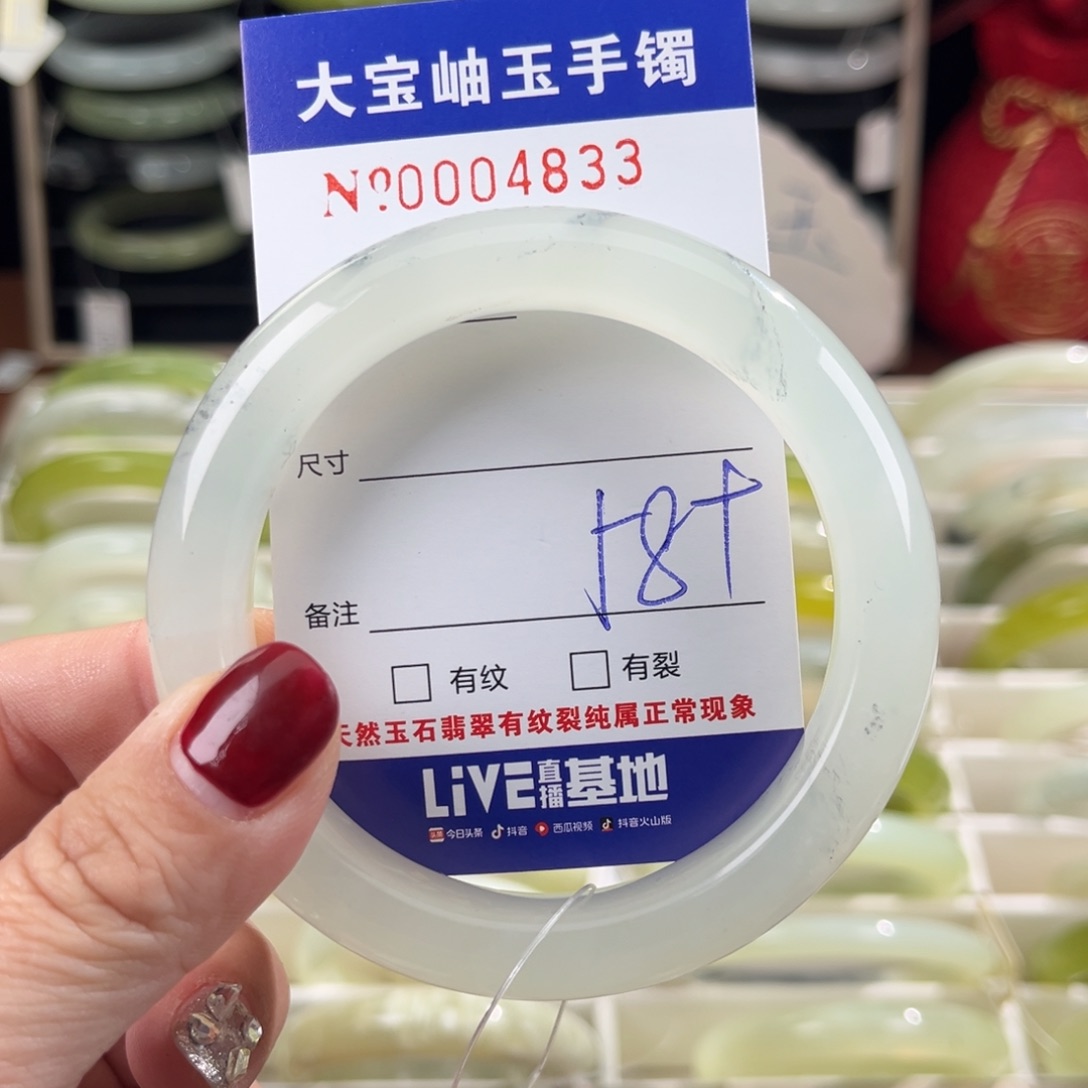 大宝岫玉手镯
Nº0004833
尺寸
备注
有纹 有裂
天然玉石翡翠有纹裂纯属正常现象
LiVE直播基地
今日头条 抖音 西瓜视频 抖音火山版